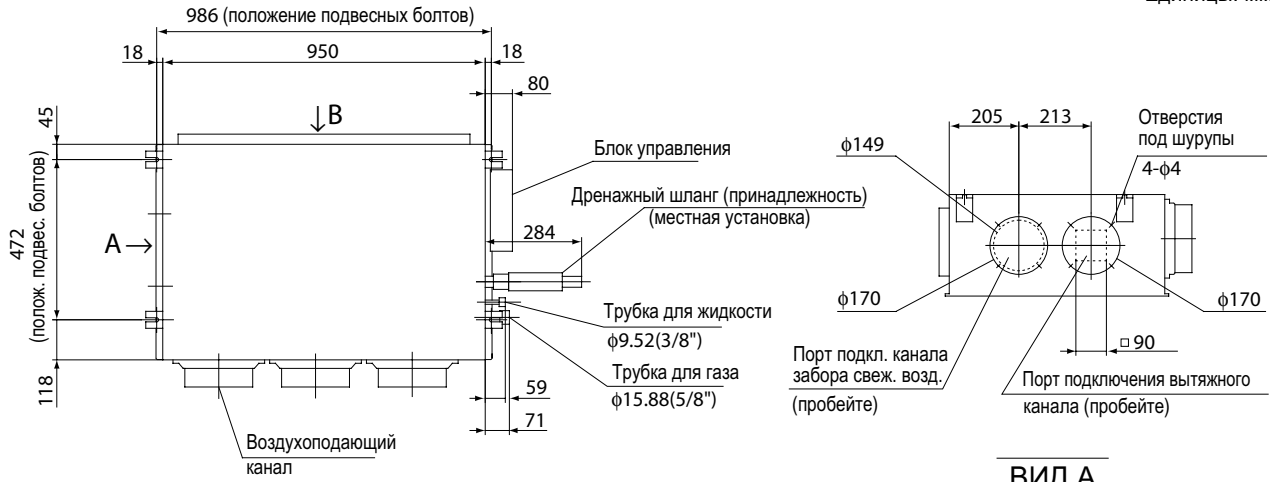 986 (положение подвесных болтов)
18
950
18
80
45
B
472
(полож. подвес. болтов)
A
118
Блок управления
Дренажный шланг (принадлежность)
(местная установка)
284
Трубка для жидкости
ϕ9.52(3/8")
Трубка для газа
ϕ15.88(5/8")
59
71
Воздухоподающий
канал
205
213
Отверстия
под шурупы
4-ϕ4
ϕ149
ϕ170
ϕ170
□ 90
Порт подкл. канала
забора свеж. возд.
(пробейте)
Порт подключения вытяжного
канала (пробейте)
ВИД A